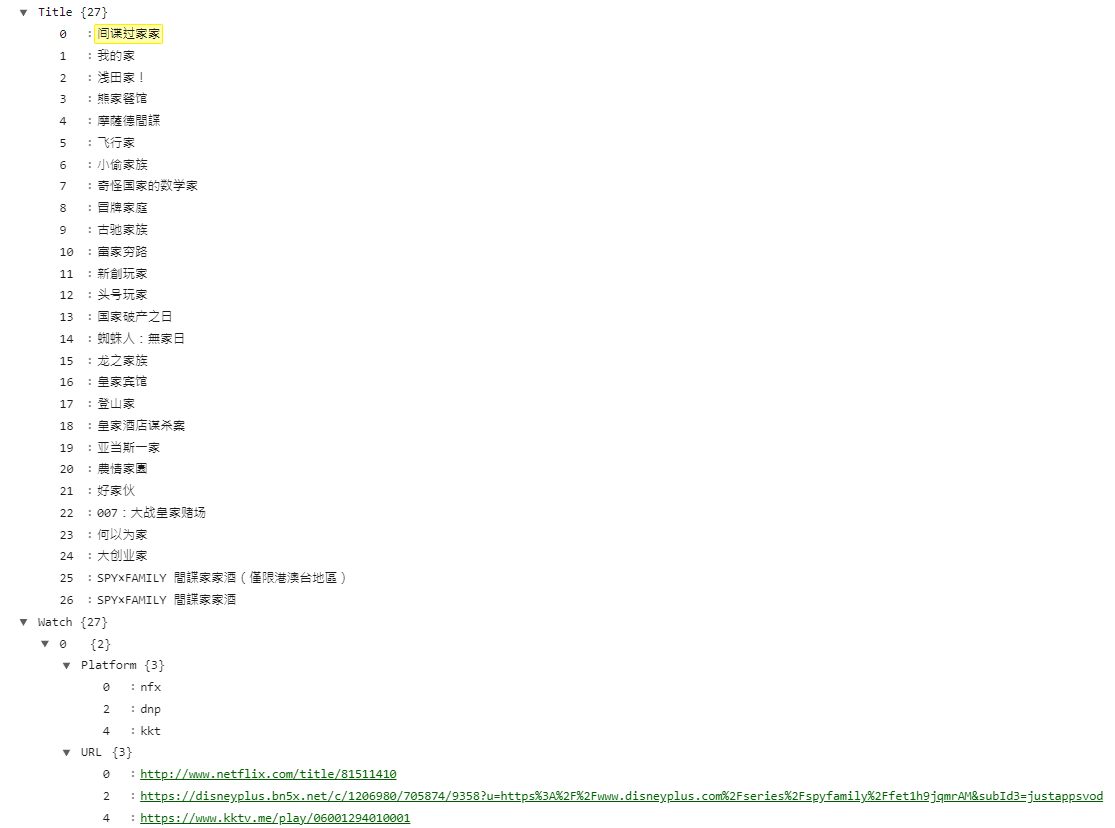 ▼ Title {27}
0 : 间谍过家家
1 : 我的家
2 : 浅田家！
3 : 熊家餐馆
4 : 摩薩德間諜
5 : 飞行家
6 : 小偷家族
7 : 奇怪国家的数学家
8 : 冒牌家庭
9 : 古驰家族
10 : 富家穷路
11 : 新創玩家
12 : 头号玩家
13 : 国家破产之日
14 : 蜘蛛人：無家日
15 : 龙之家族
16 : 皇家宾馆
17 : 登山家
18 : 皇家酒店谋杀案
19 : 亚当斯一家
20 : 農情家園
21 : 好家伙
22 : 007：大战皇家赌场
23 : 何以为家
24 : 大创业家
25 : SPY×FAMILY 間諜家家酒（僅限港澳台地區）
26 : SPY×FAMILY 間諜家家酒
▼ Watch {27}
▼ 0 {2}
▼ Platform {3}
0 : nfx
2 : dnp
4 : kkt
▼ URL {3}
0 : http://www.netflix.com/title/81511410
2 : https://disneyplus.bn5x.net/c/1206980/705874/9358?u=https%3A%2F%2Fwww.disneyplus.com%2Fseries%2Fspyfamily%2Ffet1h9jqmrAM&subId3=justappsvod
4 : https://www.kktv.me/play/06001294010001